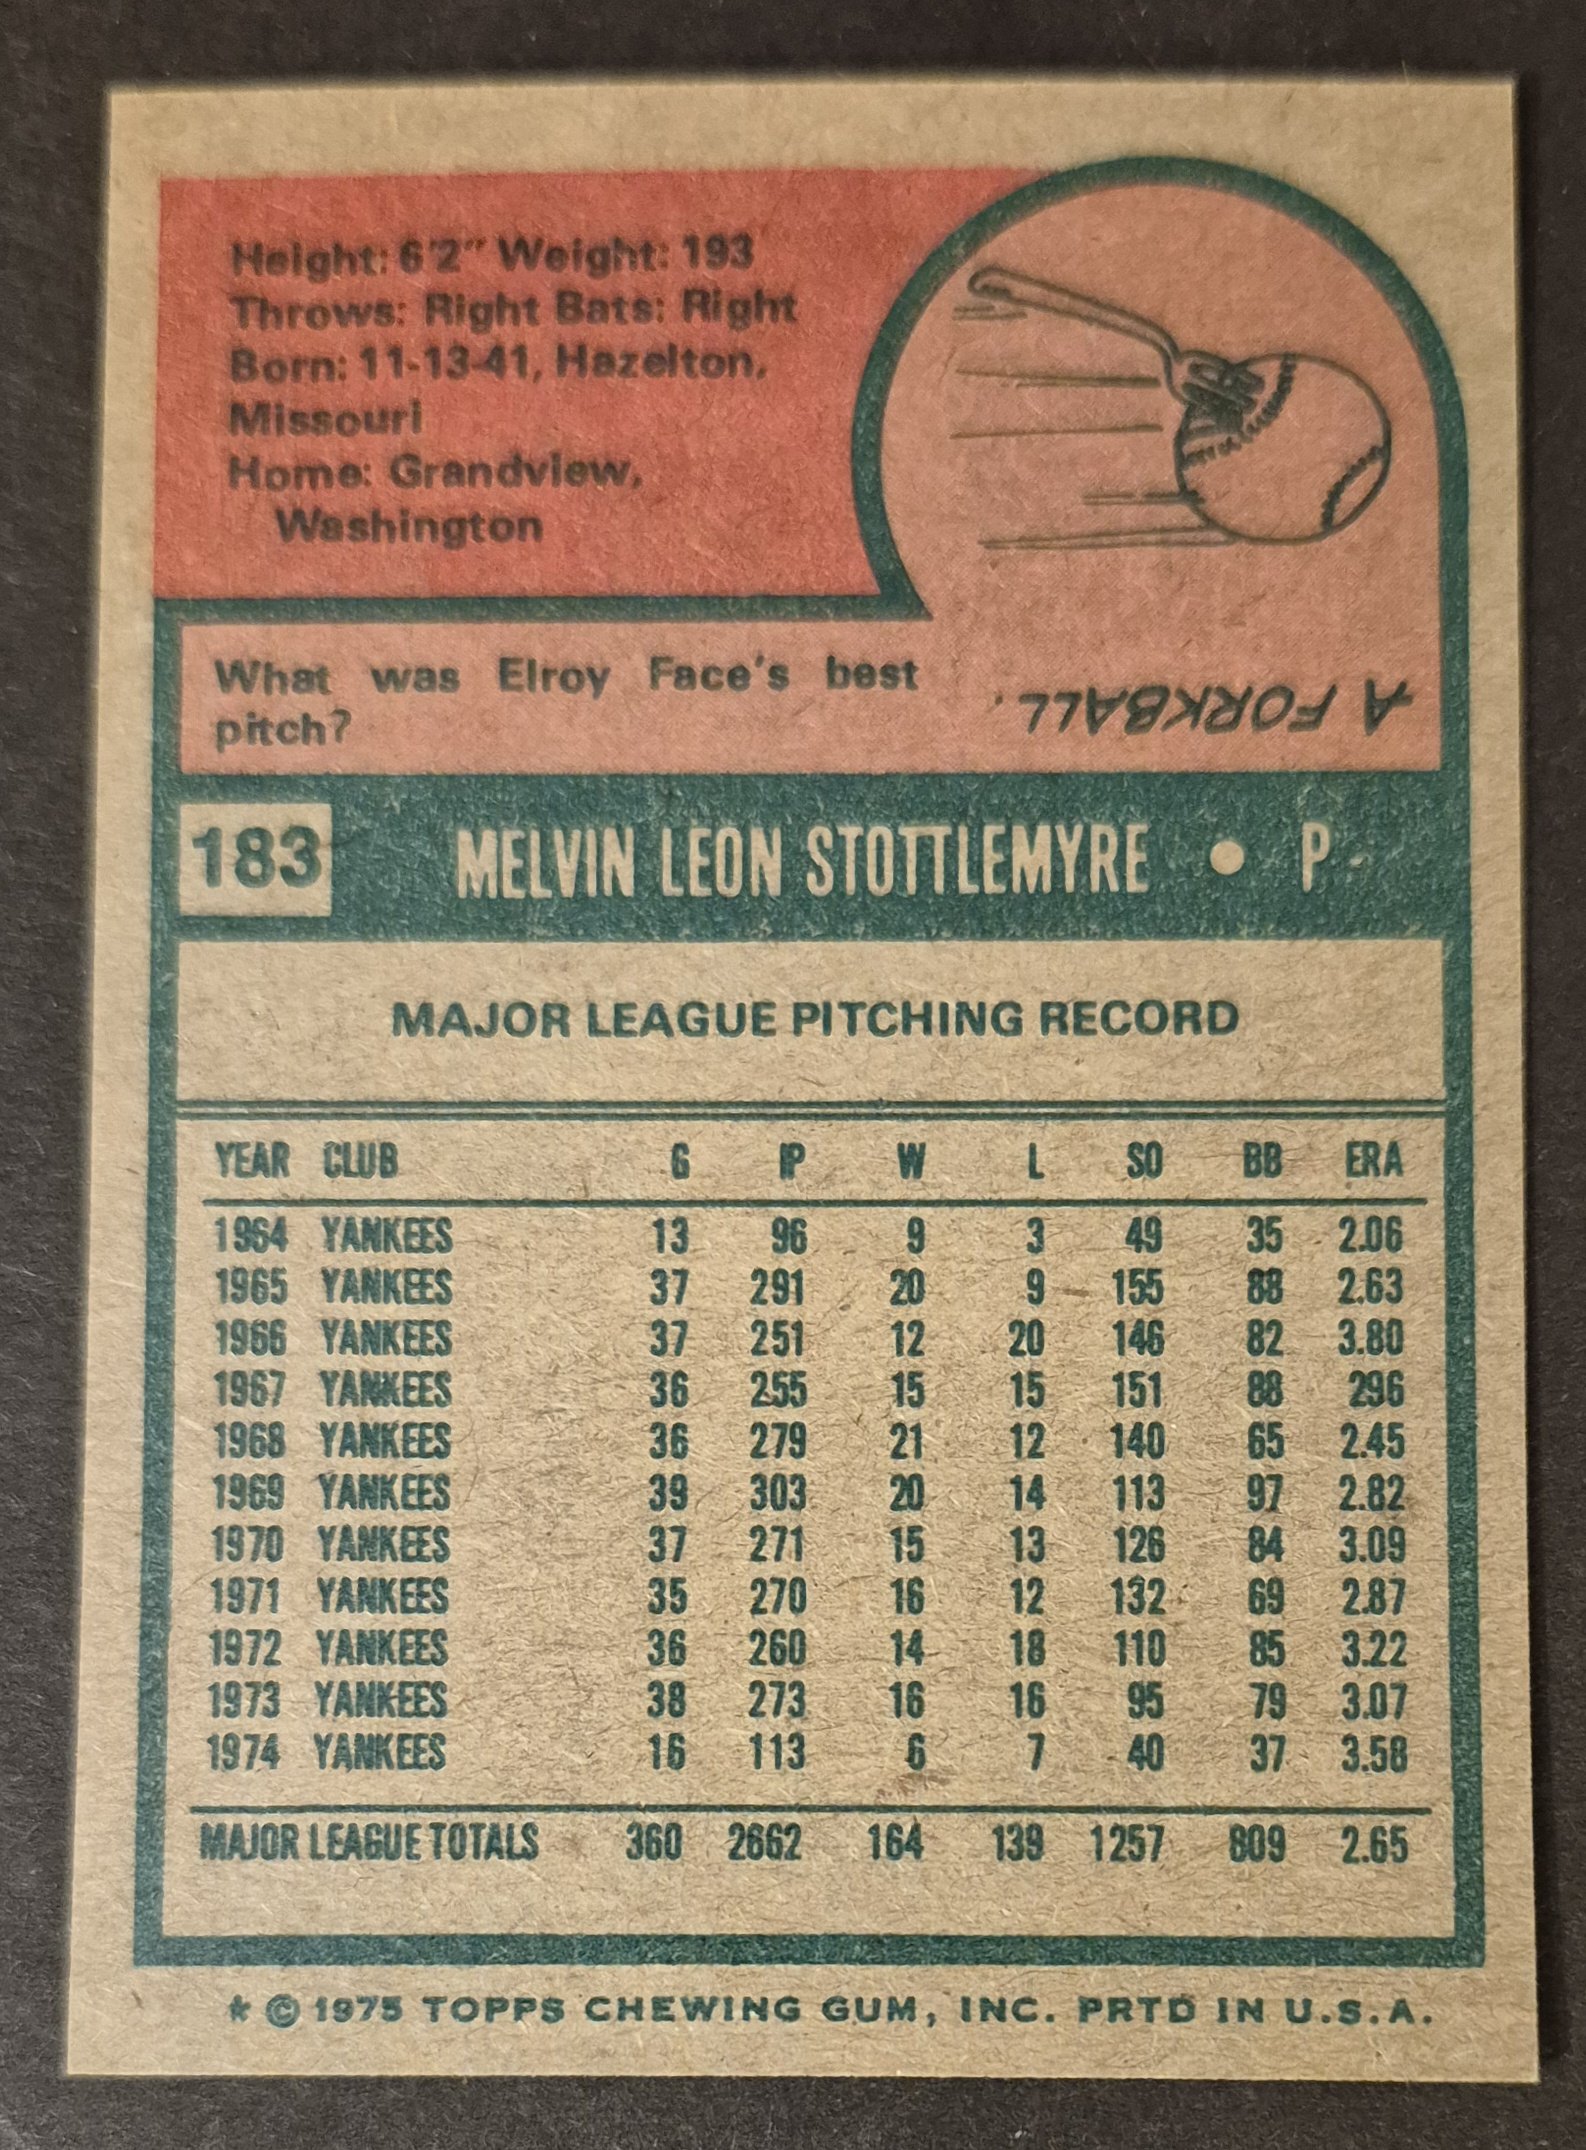 Height: 6'2" Weight: 193
Throws: Right Bats: Right
Born: 11-13-41, Hazelton,
Missouri
Home: Grandview,
Washington
What was Elroy Face's best
pitch?
A FORKBALL.
183 MELVIN LEON STOTTLEMYRE • P
MAJOR LEAGUE PITCHING RECORD
YEAR CLUB G IP W L SO BB ERA
1964 YANKEES 13 96 9 3 49 35 2.06
1965 YANKEES 37 291 20 9 155 88 2.63
1966 YANKEES 37 251 12 20 146 82 3.80
1967 YANKEES 36 255 15 15 151 88 296
1968 YANKEES 36 279 21 12 140 65 2.45
1969 YANKEES 39 303 20 14 113 97 2.82
1970 YANKEES 37 271 15 13 126 84 3.09
1971 YANKEES 35 270 16 12 132 69 2.87
1972 YANKEES 36 260 14 18 110 85 3.22
1973 YANKEES 38 273 16 16 95 79 3.07
1974 YANKEES 16 113 6 7 40 37 3.58
MAJOR LEAGUE TOTALS 360 2662 164 139 1257 809 2.65
* © 1975 TOPPS CHEWING GUM, INC. PRTD IN U.S.A.